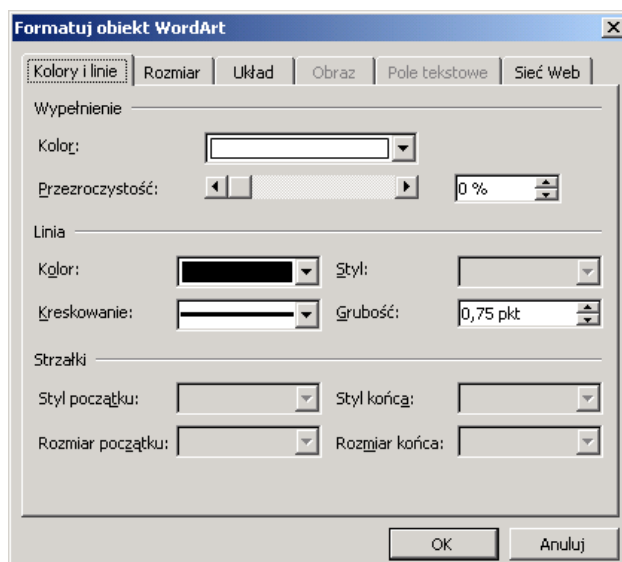 Formatuj obiekt WordArt
Kolory i linie Rozmiar Układ Obraz Pole tekstowe Sieć Web
Wypełnienie
Kolor:
Przezroczystość: 0 %
Linia
Kolor: Styl:
Kreskowanie: Grubość: 0,75 pkt
Strzałki
Styl początku: Styl końca:
Rozmiar początku: Rozmiar końca:
OK Anuluj